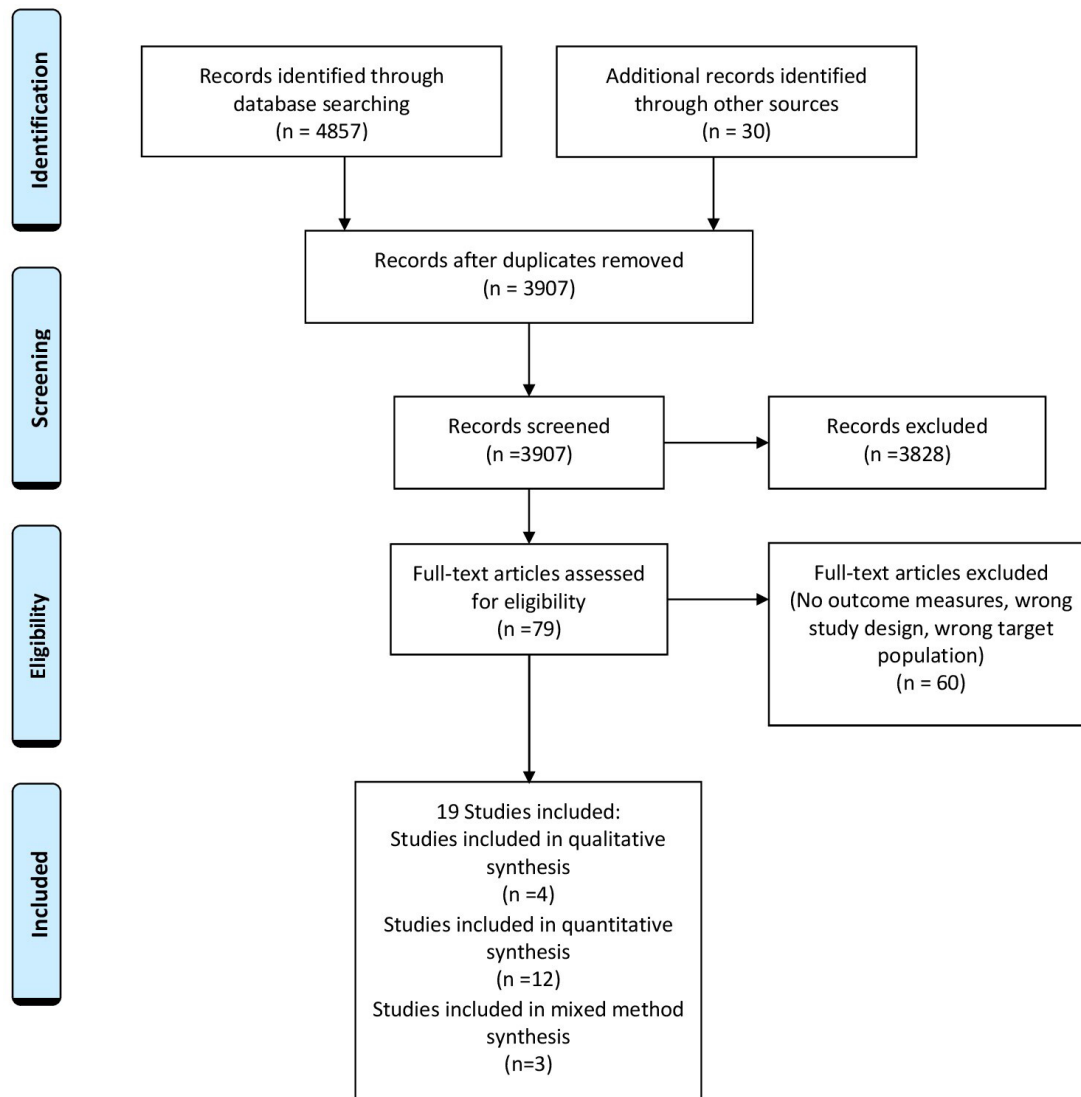 Identification
Records identified through
database searching
(n = 4857)
Additional records identified
through other sources
(n = 30)
Records after duplicates removed
(n = 3907)
Screening
Records screened
(n =3907)
Records excluded
(n =3828)
Eligibility
Full-text articles assessed
for eligibility
(n =79)
Full-text articles excluded
(No outcome measures, wrong
study design, wrong target
population)
(n = 60)
Included
19 Studies included:
Studies included in qualitative
synthesis
(n =4)
Studies included in quantitative
synthesis
(n =12)
Studies included in mixed method
synthesis
(n=3)